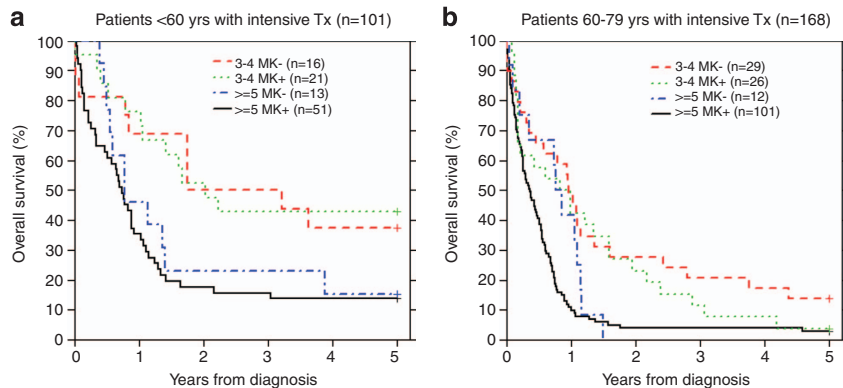 a
Patients <60 yrs with intensive Tx (n=101)
100
90
80
70
60
50
40
30
20
10
0
Overall survival (%)
3-4 MK- (n=16)
3-4 MK+ (n=21)
>=5 MK- (n=13)
>=5 MK+ (n=51)
0 1 2 3 4 5
Years from diagnosis
b
Patients 60-79 yrs with intensive Tx (n=168)
100
90
80
70
60
50
40
30
20
10
0
Overall survival (%)
3-4 MK- (n=29)
3-4 MK+ (n=26)
>=5 MK- (n=12)
>=5 MK+ (n=101)
0 1 2 3 4 5
Years from diagnosis